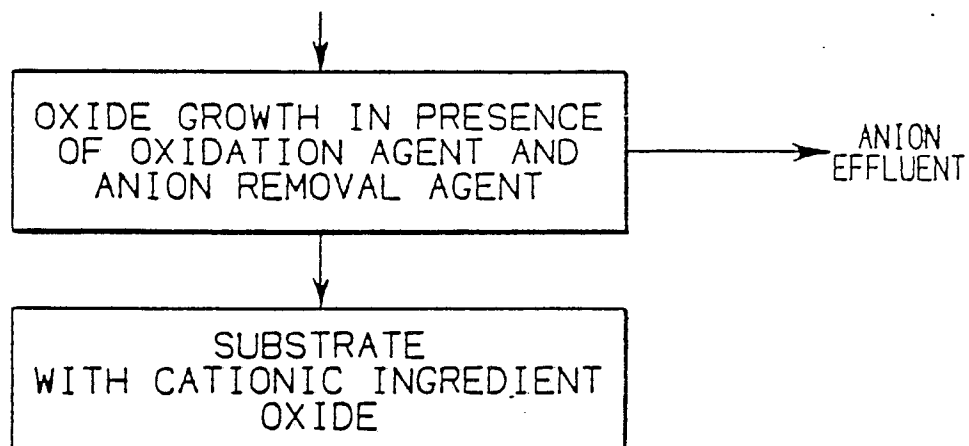 OXIDE GROWTH IN PRESENCE
OF OXIDATION AGENT AND
ANION REMOVAL AGENT
ANION
EFFLUENT
SUBSTRATE
WITH CATIONIC INGREDIENT
OXIDE